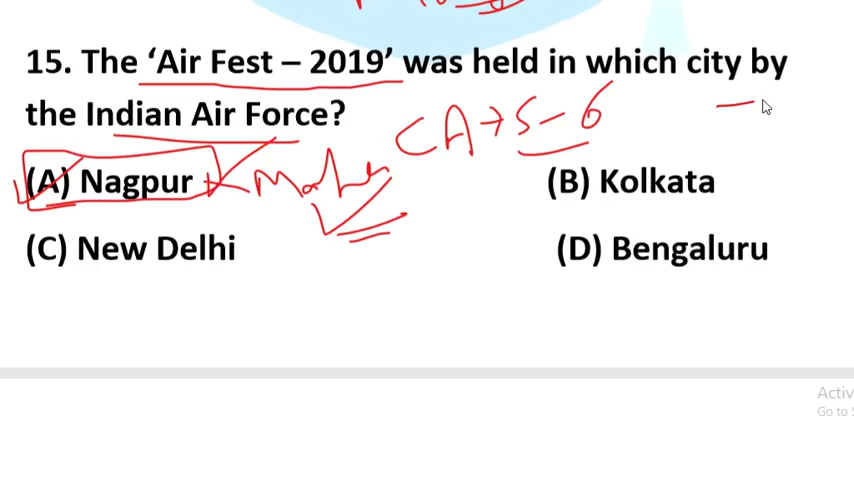 15. The ‘Air Fest – 2019’ was held in which city by
the Indian Air Force?
CA → 5 - 6
(A) Nagpur
(B) Kolkata
(C) New Delhi
(D) Bengaluru
Activ
Go to S